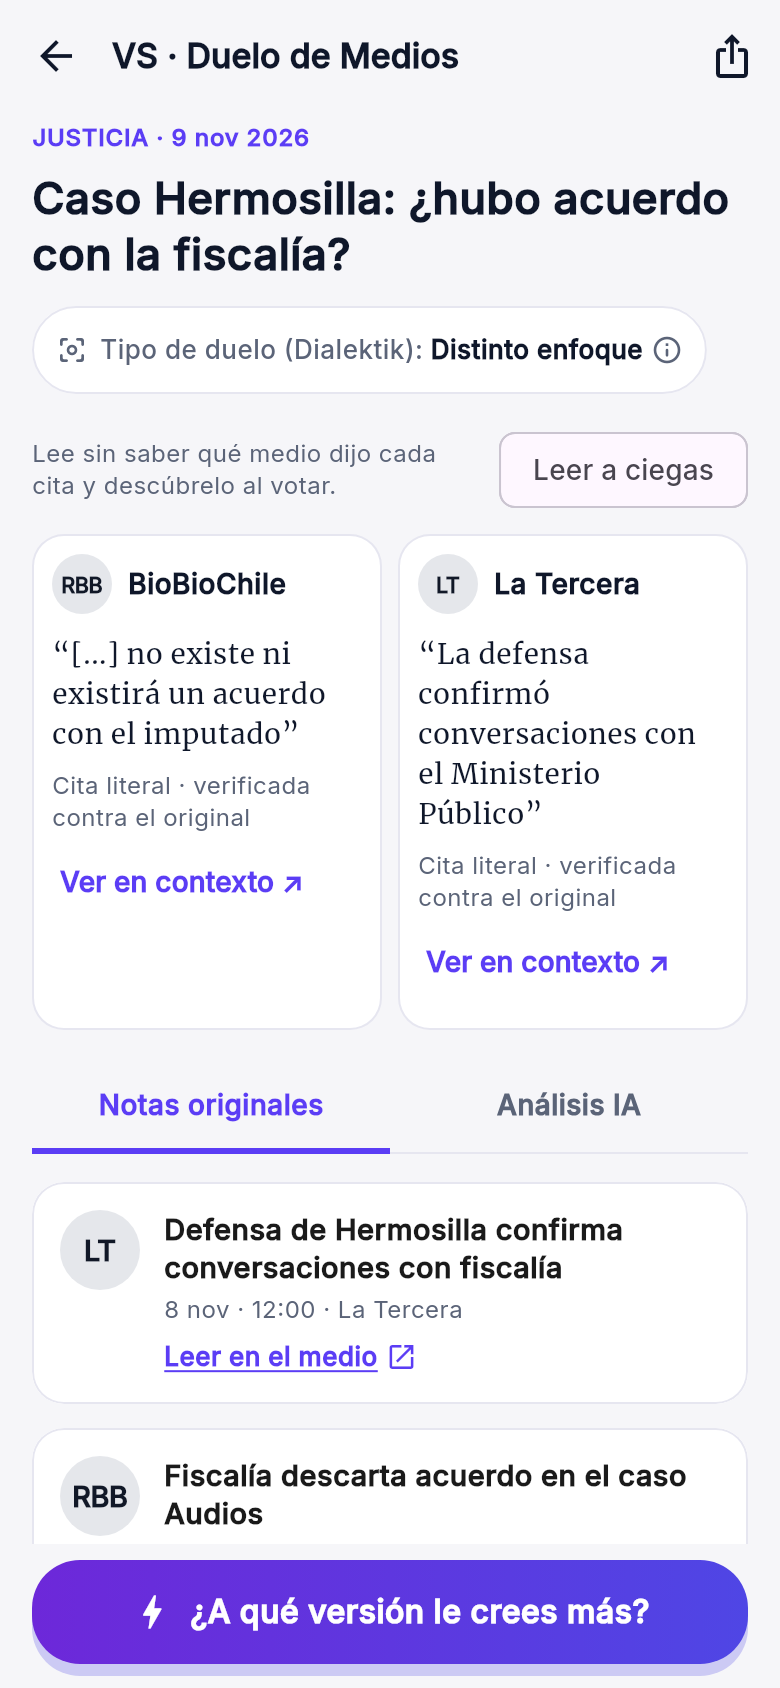 VS · Duelo de Medios
JUSTICIA · 9 nov 2026
Caso Hermosilla: ¿hubo acuerdo
con la fiscalía?
Tipo de duelo (Dialektik): Distinto enfoque
Lee sin saber qué medio dijo cada
cita y descúbrelo al votar.
Leer a ciegas
RBB BioBioChile
“[...] no existe ni
existirá un acuerdo
con el imputado”
Cita literal · verificada
contra el original
Ver en contexto ↗
LT La Tercera
“La defensa
confirmó
conversaciones con
el Ministerio
Público”
Cita literal · verificada
contra el original
Ver en contexto ↗
Notas originales
Análisis IA
LT
Defensa de Hermosilla confirma
conversaciones con fiscalía
8 nov · 12:00 · La Tercera
Leer en el medio
RBB
Fiscalía descarta acuerdo en el caso
Audios
¿A qué versión le crees más?